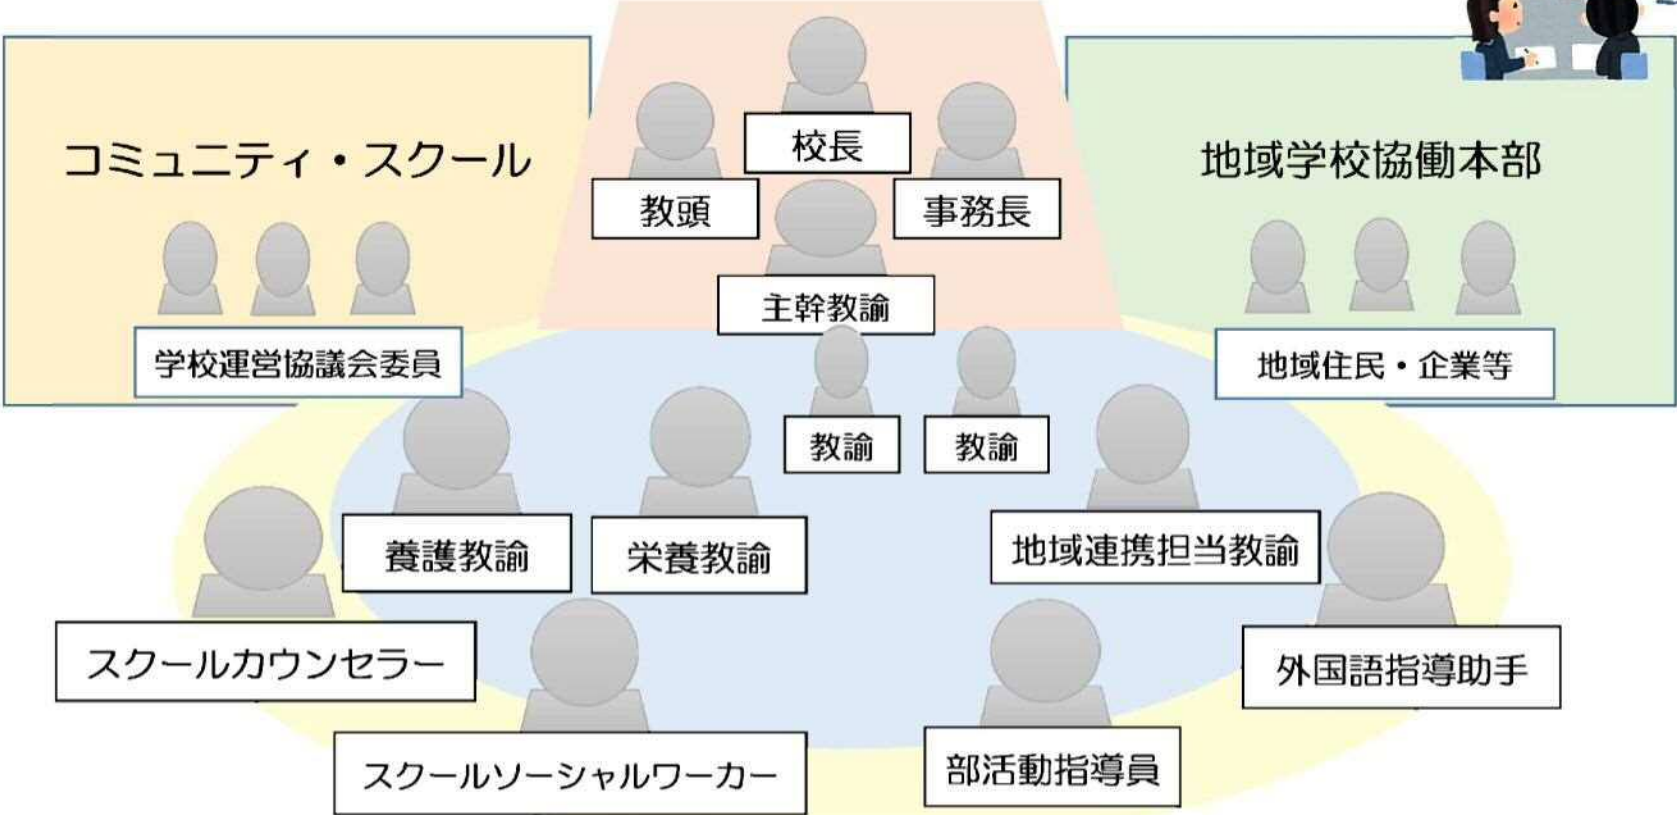 コミュニティ・スクール
校長
地域学校協働本部
教頭
事務長
主幹教諭
学校運営協議会委員
地域住民・企業等
教諭
教諭
養護教諭
栄養教諭
地域連携担当教諭
スクールカウンセラー
外国語指導助手
スクールソーシャルワーカー
部活動指導員